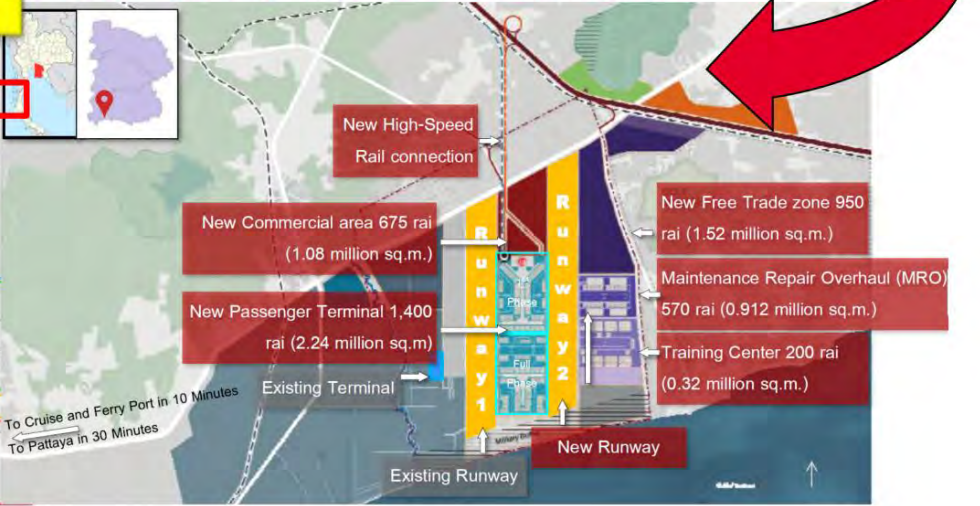 New High-Speed
Rail connection
New Commercial area 675 rai
(1.08 million sq.m.)
New Passenger Terminal 1,400
rai (2.24 million sq.m)
Existing Terminal
To Cruise and Ferry Port in 10 Minutes
To Pattaya in 30 Minutes
Runway 1
Phase
Full
Phase
Runway 2
New Free Trade zone 950
rai (1.52 million sq.m.)
Maintenance Repair Overhaul (MRO)
570 rai (0.912 million sq.m.)
Training Center 200 rai
(0.32 million sq.m.)
Military
New Runway
Existing Runway